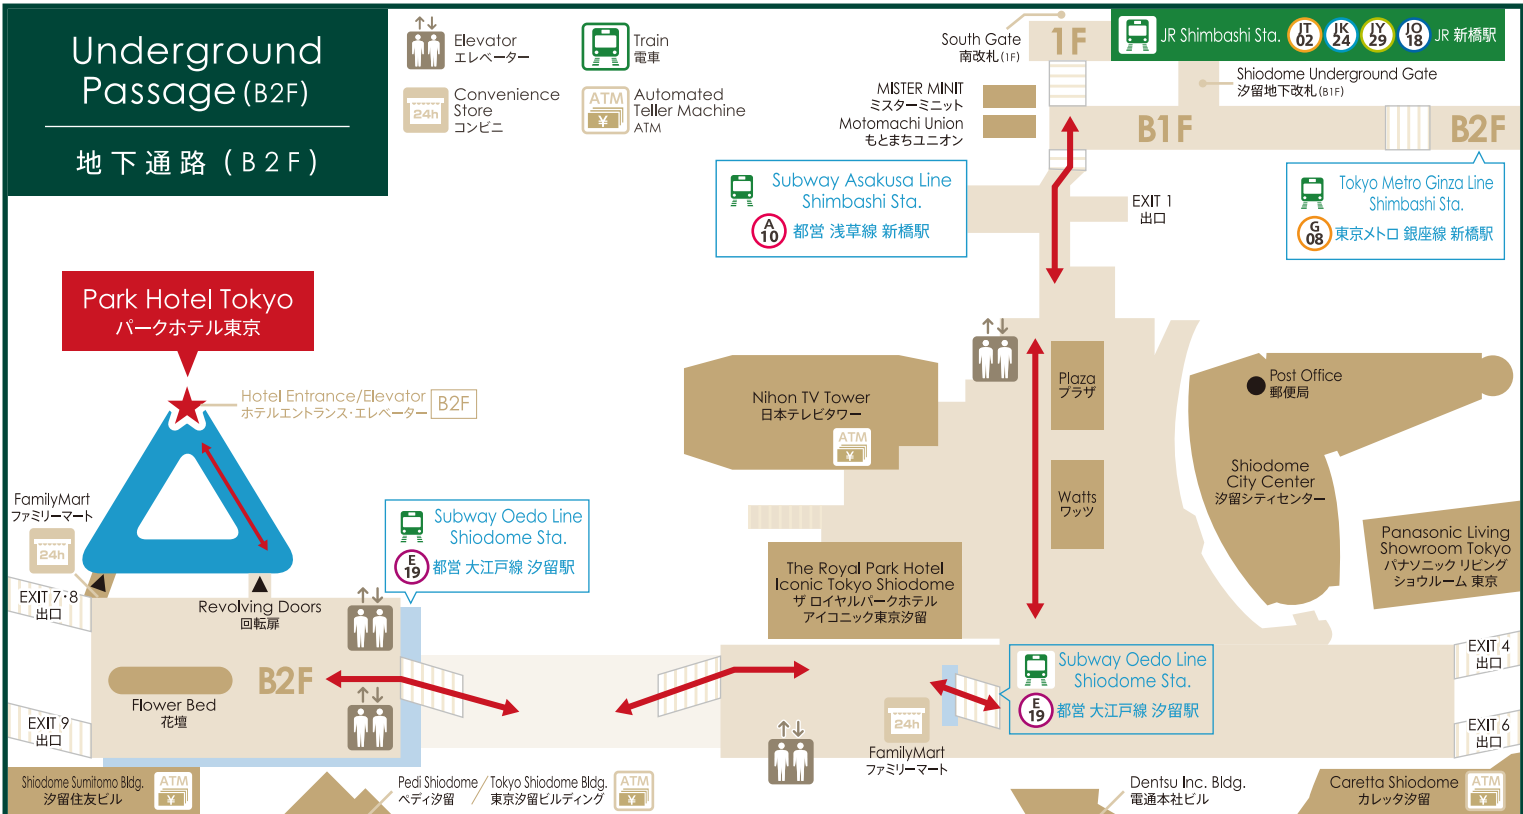 Underground
Passage (B2F)
地下通路 (B2F)
Elevator
エレベーター
Train
電車
24h
Convenience
Store
コンビニ
ATM
¥
Automated
Teller Machine
ATM
South Gate
南改札(1F)
1F
JR Shimbashi Sta.
JT
02
JK
24
JY
29
JO
18
JR 新橋駅
MISTER MINIT
ミスターミニット
Motomachi Union
もとまちユニオン
Shiodome Underground Gate
汐留地下改札(B1F)
B1F
B2F
Subway Asakusa Line
Shimbashi Sta.
A
10
都営 浅草線 新橋駅
EXIT 1
出口
Tokyo Metro Ginza Line
Shimbashi Sta.
G
08
東京メトロ 銀座線 新橋駅
Park Hotel Tokyo
パークホテル東京
Hotel Entrance/Elevator
ホテルエントランス・エレベーター
B2F
Nihon TV Tower
日本テレビタワー
ATM
¥
Plaza
プラザ
Post Office
郵便局
Shiodome
City Center
汐留シティセンター
Watts
ワッツ
FamilyMart
ファミリーマート
24h
Subway Oedo Line
Shiodome Sta.
E
19
都営 大江戸線 汐留駅
Panasonic Living
Showroom Tokyo
パナソニック リビング
ショウルーム 東京
The Royal Park Hotel
Iconic Tokyo Shiodome
ザ ロイヤルパークホテル
アイコニック東京汐留
EXIT 7・8
出口
Revolving Doors
回転扉
B2F
Flower Bed
花壇
EXIT 9
出口
Subway Oedo Line
Shiodome Sta.
E
19
都営 大江戸線 汐留駅
EXIT 4
出口
EXIT 6
出口
24h
FamilyMart
ファミリーマート
Shiodome Sumitomo Bldg.
汐留住友ビル
ATM
¥
Pedi Shiodome
ペディ汐留
Tokyo Shiodome Bldg.
東京汐留ビルディング
ATM
¥
Dentsu Inc. Bldg.
電通本社ビル
Caretta Shiodome
カレッタ汐留
ATM
¥